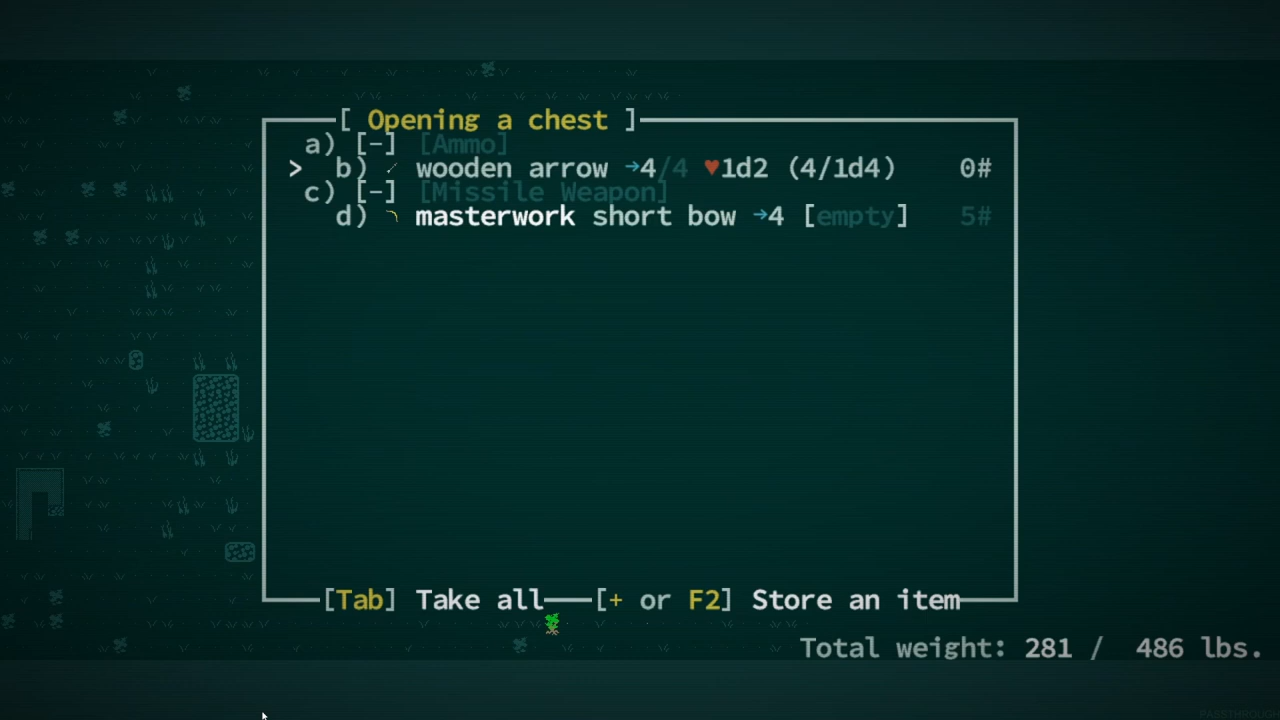 [ Opening a chest ]
a) [-] [Ammo]
> b) wooden arrow →4/4 ♥1d2 (4/1d4) 0#
c) [-] [Missile Weapon]
d) masterwork short bow →4 [empty] 5#
[Tab] Take all [+ or F2] Store an item
Total weight: 281 / 486 lbs.
PASSTHROUGH